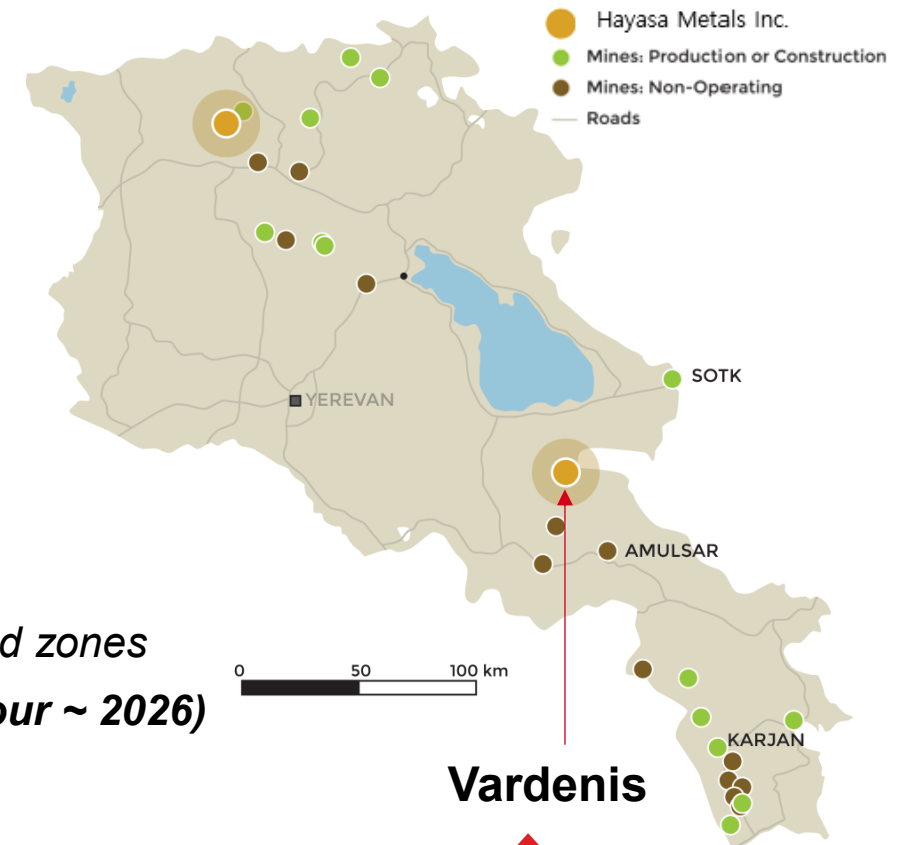 Hayasa Metals Inc.
Mines: Production or Construction
Mines: Non-Operating
Roads
SOTK
YEREVAN
AMULSAR
d zones
0 50 100 km
our ~ 2026)
KARJAN
Vardenis